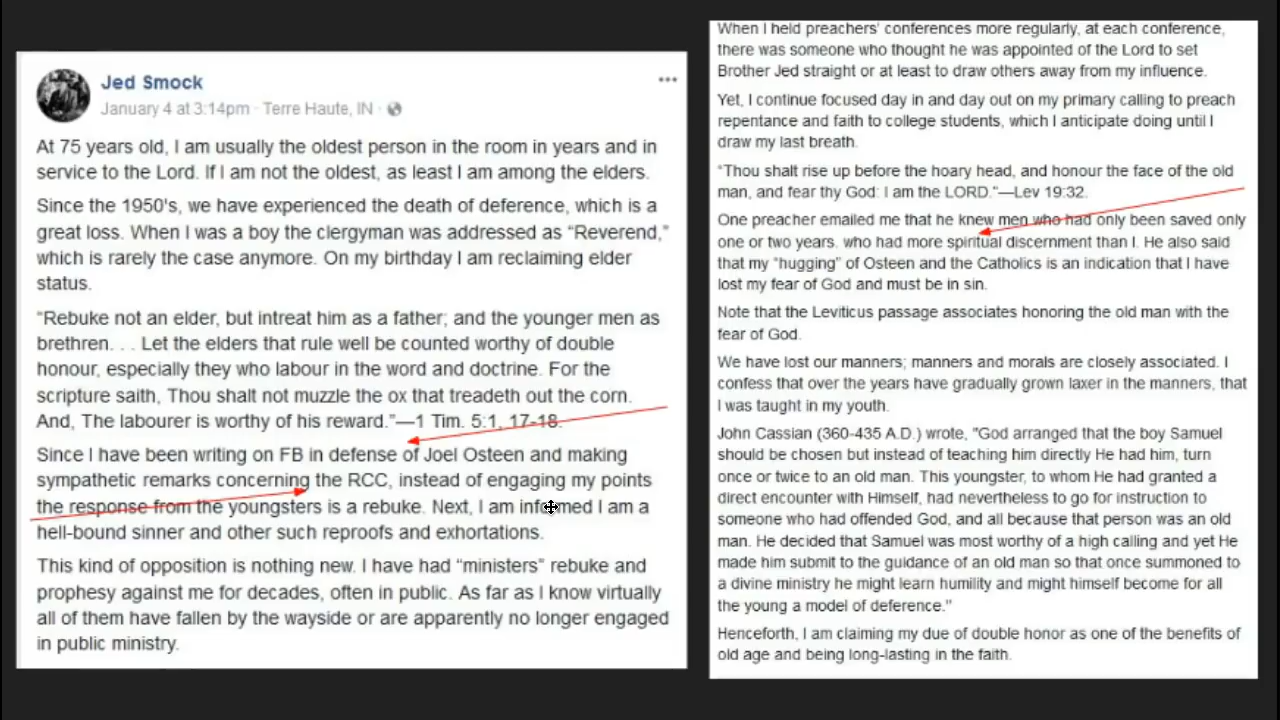 Jed Smock
January 4 at 3:14pm · Terre Haute, IN ·
At 75 years old, I am usually the oldest person in the room in years and in
service to the Lord. If I am not the oldest, as least I am among the elders.
Since the 1950's, we have experienced the death of deference, which is a
great loss. When I was a boy the clergyman was addressed as “Reverend,”
which is rarely the case anymore. On my birthday I am reclaiming elder
status.
“Rebuke not an elder, but intreat him as a father; and the younger men as
brethren. . . Let the elders that rule well be counted worthy of double
honour, especially they who labour in the word and doctrine. For the
scripture saith, Thou shalt not muzzle the ox that treadeth out the corn.
And, The labourer is worthy of his reward.”—1 Tim. 5:1, 17-18.
Since I have been writing on FB in defense of Joel Osteen and making
sympathetic remarks concerning the RCC, instead of engaging my points
the response from the youngsters is a rebuke. Next, I am informed I am a
hell-bound sinner and other such reproofs and exhortations.
This kind of opposition is nothing new. I have had “ministers” rebuke and
prophesy against me for decades, often in public. As far as I know virtually
all of them have fallen by the wayside or are apparently no longer engaged
in public ministry.
When I held preachers' conferences more regularly, at each conference,
there was someone who thought he was appointed of the Lord to set
Brother Jed straight or at least to draw others away from my influence.
Yet, I continue focused day in and day out on my primary calling to preach
repentance and faith to college students, which I anticipate doing until I
draw my last breath.
“Thou shalt rise up before the hoary head, and honour the face of the old
man, and fear thy God: I am the LORD.”—Lev 19:32.
One preacher emailed me that he knew men who had only been saved only
one or two years. who had more spiritual discernment than I. He also said
that my “hugging” of Osteen and the Catholics is an indication that I have
lost my fear of God and must be in sin.
Note that the Leviticus passage associates honoring the old man with the
fear of God.
We have lost our manners; manners and morals are closely associated. I
confess that over the years have gradually grown laxer in the manners, that
I was taught in my youth.
John Cassian (360-435 A.D.) wrote, "God arranged that the boy Samuel
should be chosen but instead of teaching him directly He had him, turn
once or twice to an old man. This youngster, to whom He had granted a
direct encounter with Himself, had nevertheless to go for instruction to
someone who had offended God, and all because that person was an old
man. He decided that Samuel was most worthy of a high calling and yet He
made him submit to the guidance of an old man so that once summoned to
a divine ministry he might learn humility and might himself become for all
the young a model of deference."
Henceforth, I am claiming my due of double honor as one of the benefits of
old age and being long-lasting in the faith.